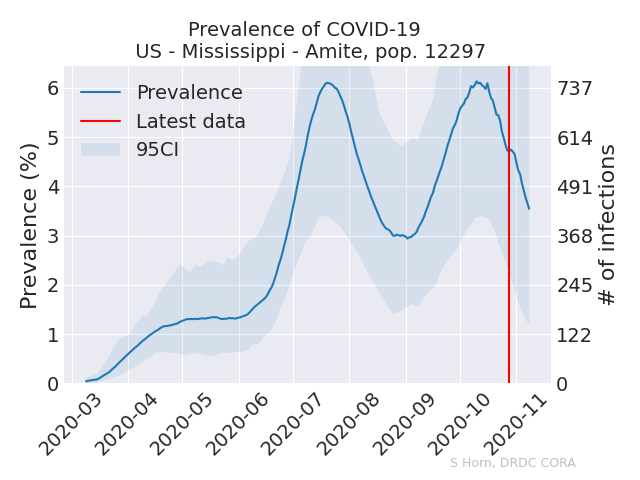 Prevalence of COVID-19
US - Mississippi - Amite, pop. 12297
Prevalence
Latest data
95CI
Prevalence (%)
6
5
4
3
2
1
0
737
614
491
368
245
122
0
# of infections
2020-03
2020-04
2020-05
2020-06
2020-07
2020-08
2020-09
2020-10
2020-11
S Horn, DRDC CORA